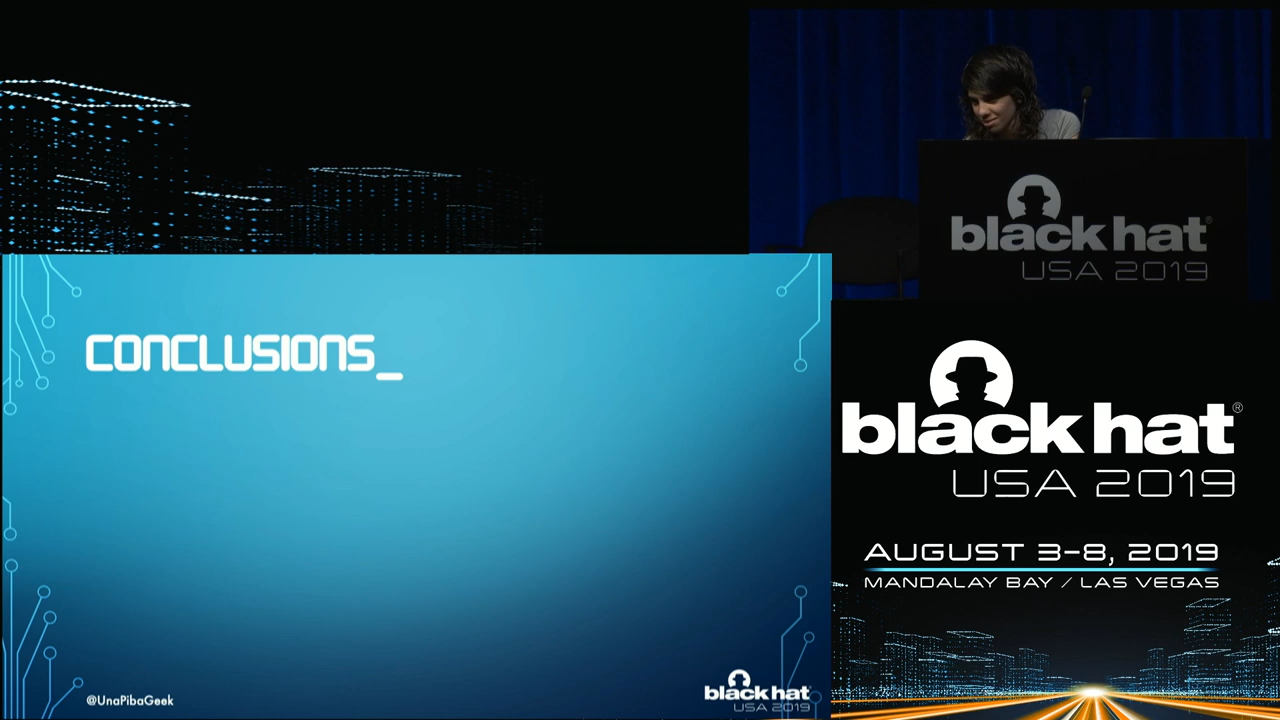 black hat®
USA 2019
CONCLUSIONS_
black hat®
USA 2019
AUGUST 3-8, 2019
MANDALAY BAY / LAS VEGAS
@UnaPibaGeek
black hat
USA 2019